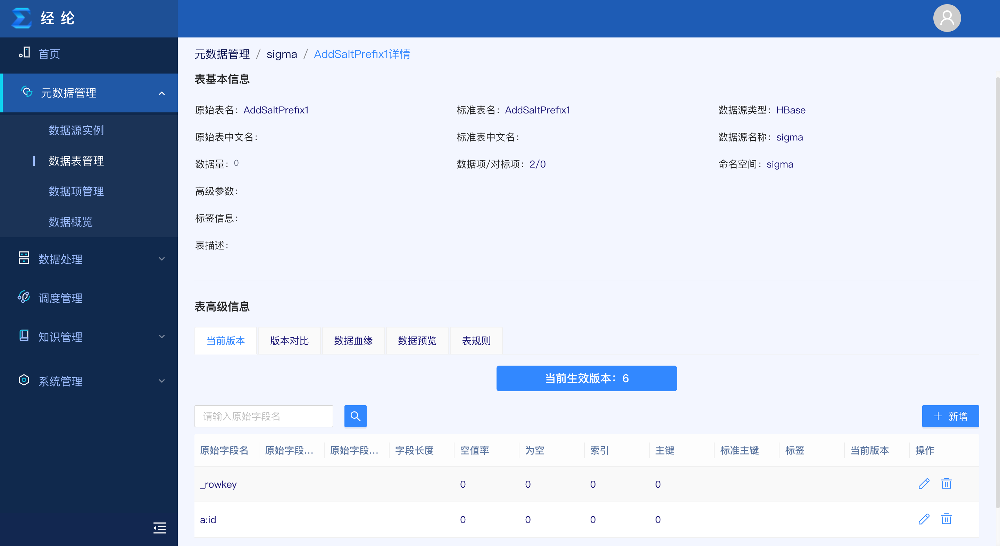 经 纶
首页
元数据管理
数据源实例
数据表管理
数据项管理
数据概览
数据处理
调度管理
知识管理
系统管理
元数据管理 / sigma / AddSaltPrefix1详情
表基本信息
原始表名： AddSaltPrefix1
标准表名： AddSaltPrefix1
数据源类型： HBase
原始表中文名：
标准表中文名：
数据源名称： sigma
数据量： 0
数据项/对标项： 2/0
命名空间： sigma
高级参数：
标签信息：
表描述：
表高级信息
当前版本 版本对比 数据血缘 数据预览 表规则
当前生效版本：6
请输入原始字段名
新增
原始字段名 原始字段... 原始字段... 字段长度 空值率 为空 索引 主键 标准主键 标签 当前版本 操作
_rowkey 0 0 0 0
a:id 0 0 0 0